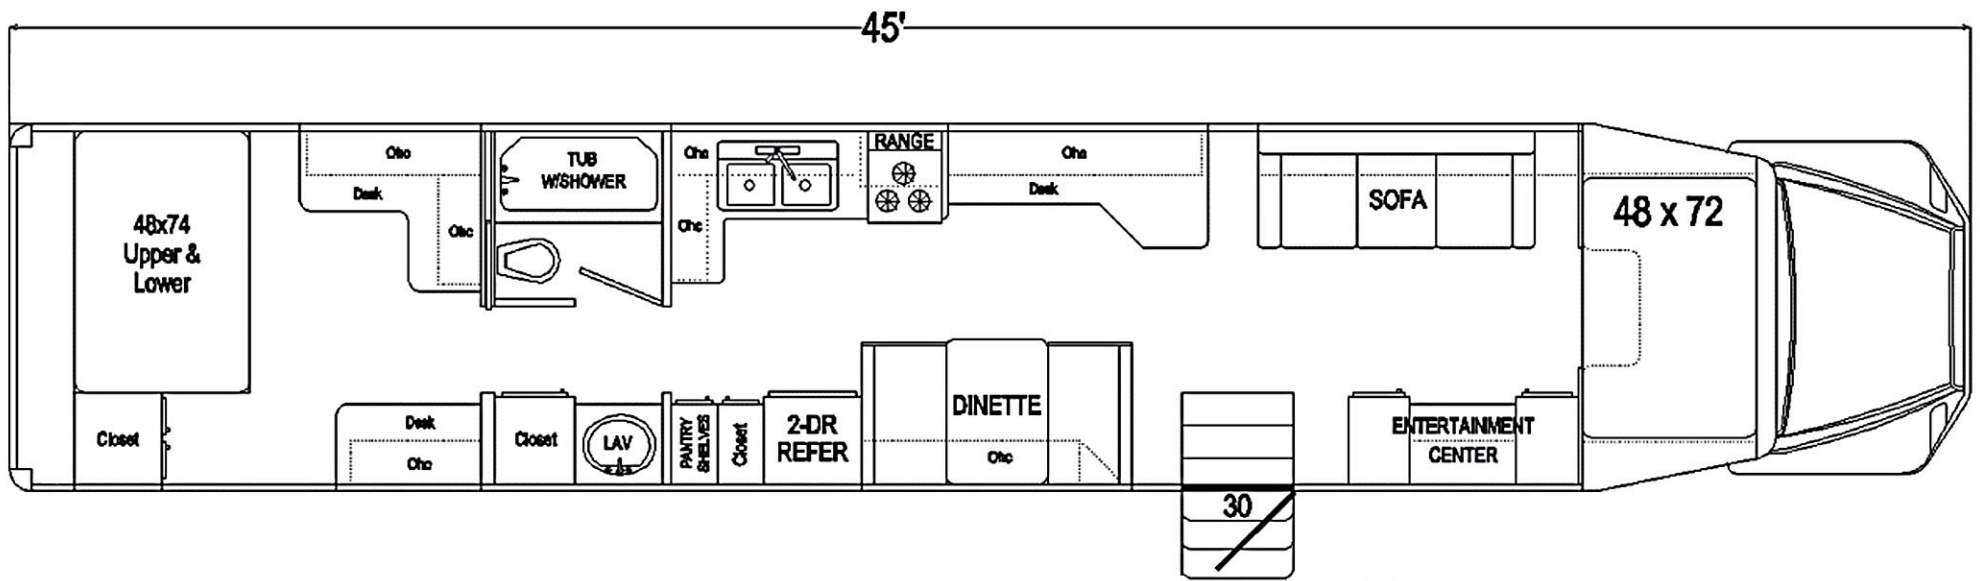 45'
48x74
Upper &
Lower
Closet
Ohc
Desk
Ohc
Desk
Ohc
TUB
W/SHOWER
Closet
LAV
Ohc
Ohc
RANGE
PANTRY
SHELVES
Closet
2-DR
REFER
Ohc
Desk
DINETTE
Ohc
30
SOFA
ENTERTAINMENT
CENTER
48 x 72